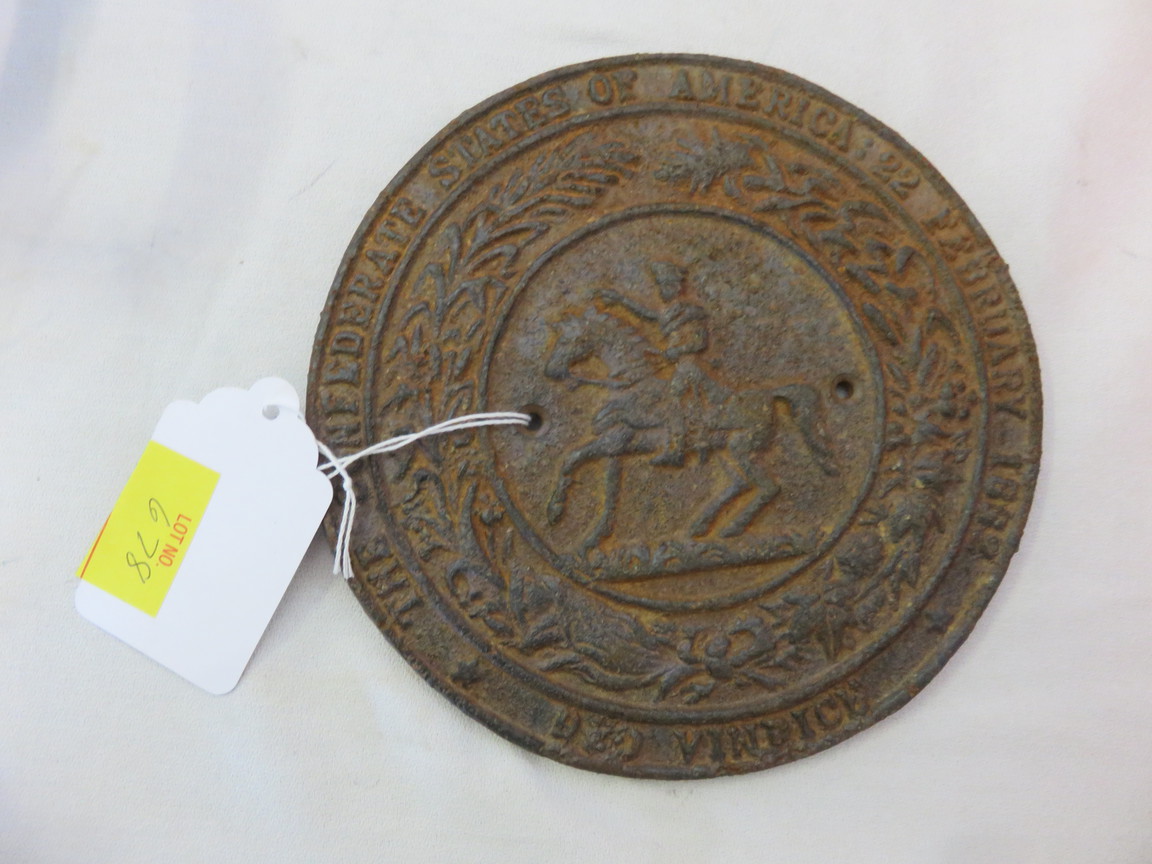 THE CONFEDERATE STATES OF AMERICA : 22 FEBRUARY 1862
DEO VINDICE
LOT NO.
678